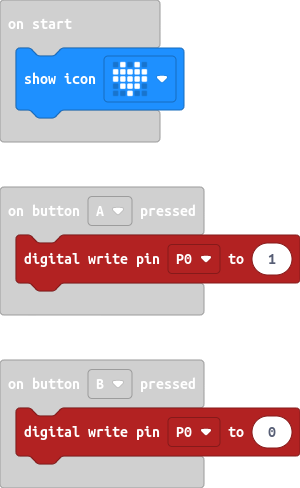 on start
show icon
on button A pressed
digital write pin P0 to 1
on button B pressed
digital write pin P0 to 0